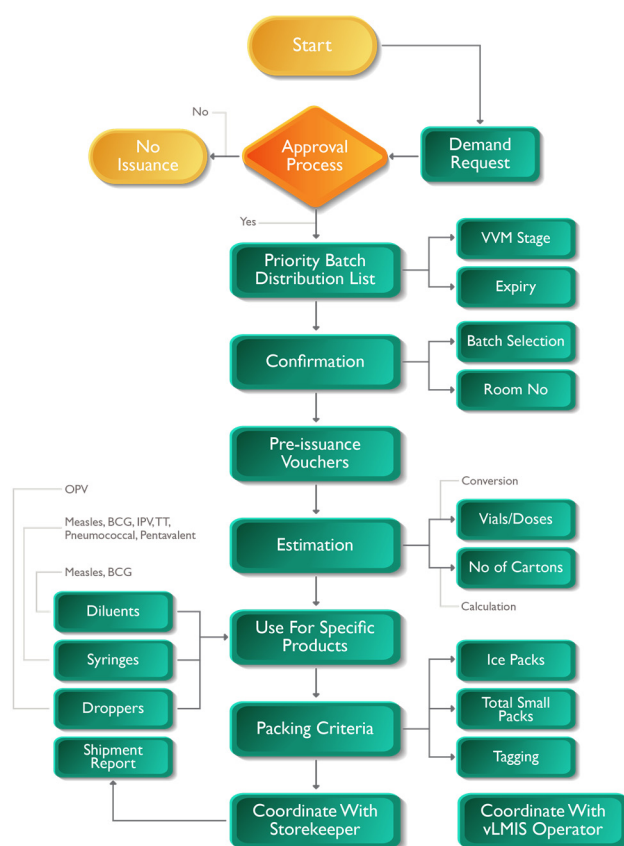 Start
No
No
Issuance
Approval
Process
Demand
Request
Yes
Priority Batch
Distribution List
VVM Stage
Expiry
Confirmation
Batch Selection
Room No
Pre-issuance
Vouchers
OPV
Conversion
Measles, BCG, IPV, TT,
Pneumococcal, Pentavalent
Estimation
Vials/Doses
No of Cartons
Measles, BCG
Calculation
Diluents
Use For Specific
Products
Syringes
Ice Packs
Droppers
Packing Criteria
Total Small
Packs
Shipment
Report
Tagging
Coordinate With
Storekeeper
Coordinate With
vLMIS Operator